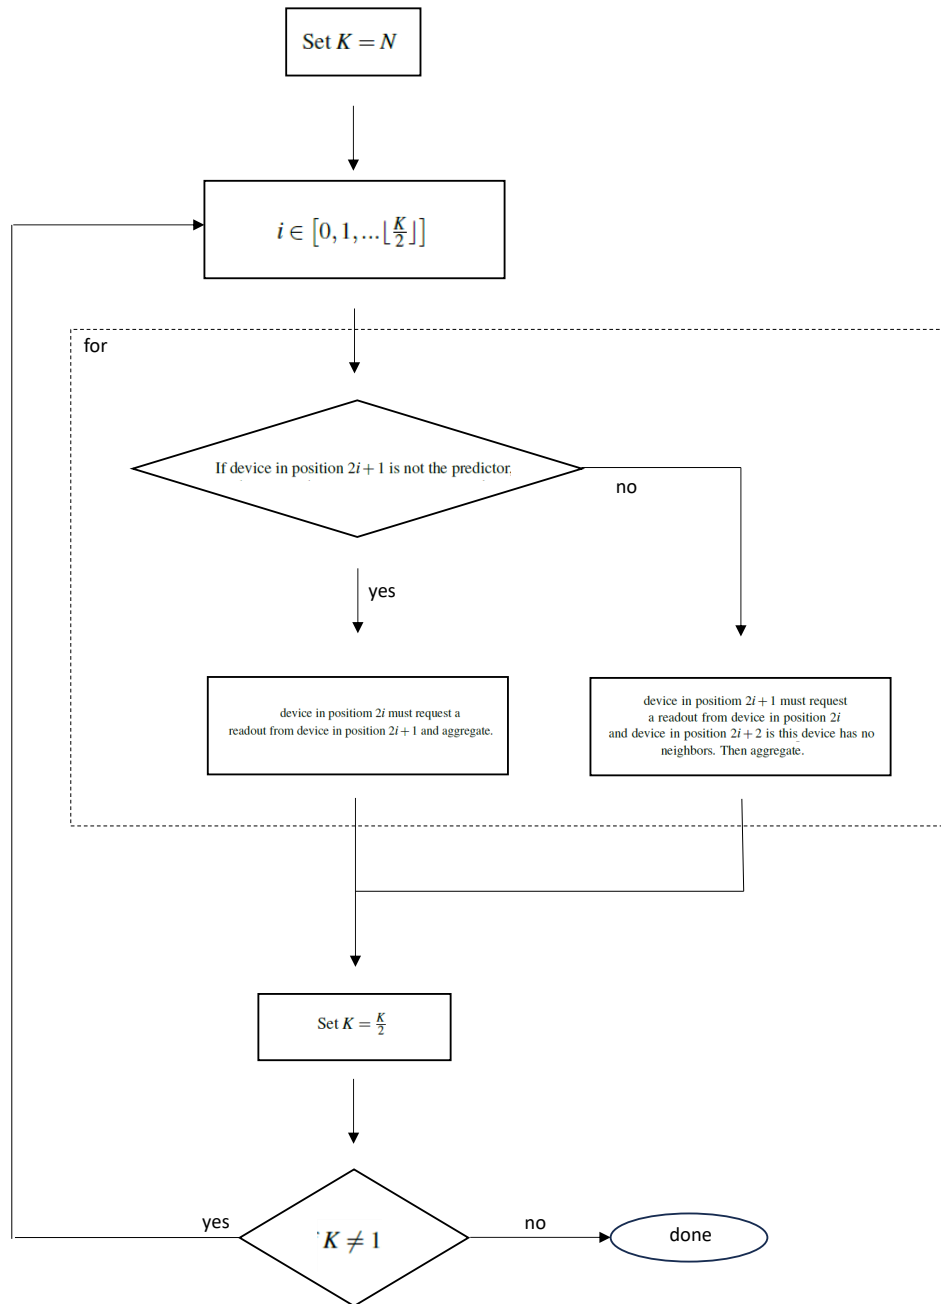 Set K = N
i ∈ [0, 1, ... ⌊K/2⌋]
for
If device in position 2i + 1 is not the predictor.
no
yes
device in positiom 2i must request a
readout from device in position 2i + 1 and aggregate.
device in positiom 2i + 1 must request
a readout from device in position 2i
and device in position 2i + 2 is this device has no
neighbors. Then aggregate.
Set K = K/2
yes
K ≠ 1
no
done